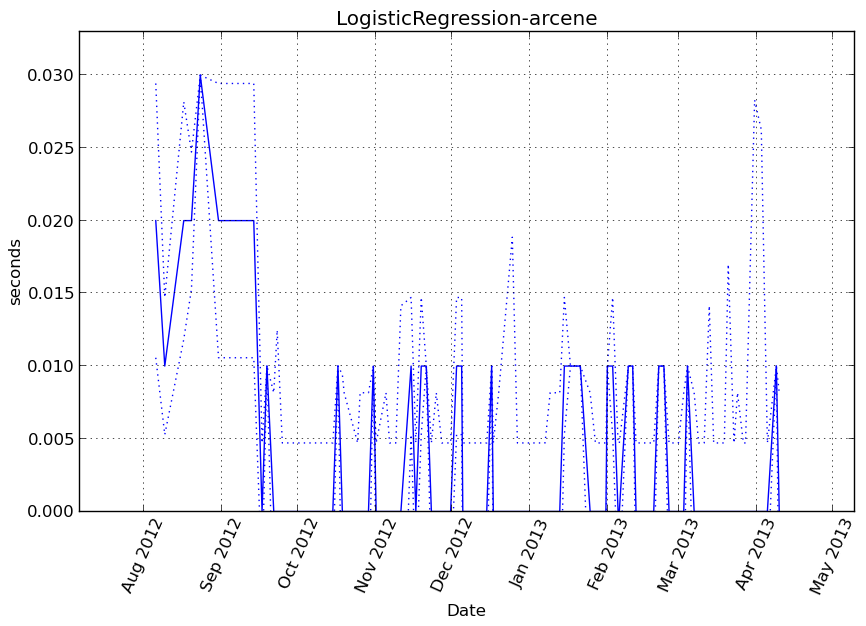 LogisticRegression-arcene
seconds
0.030
0.025
0.020
0.015
0.010
0.005
0.000
Aug 2012
Sep 2012
Oct 2012
Nov 2012
Dec 2012
Jan 2013
Feb 2013
Mar 2013
Apr 2013
May 2013
Date